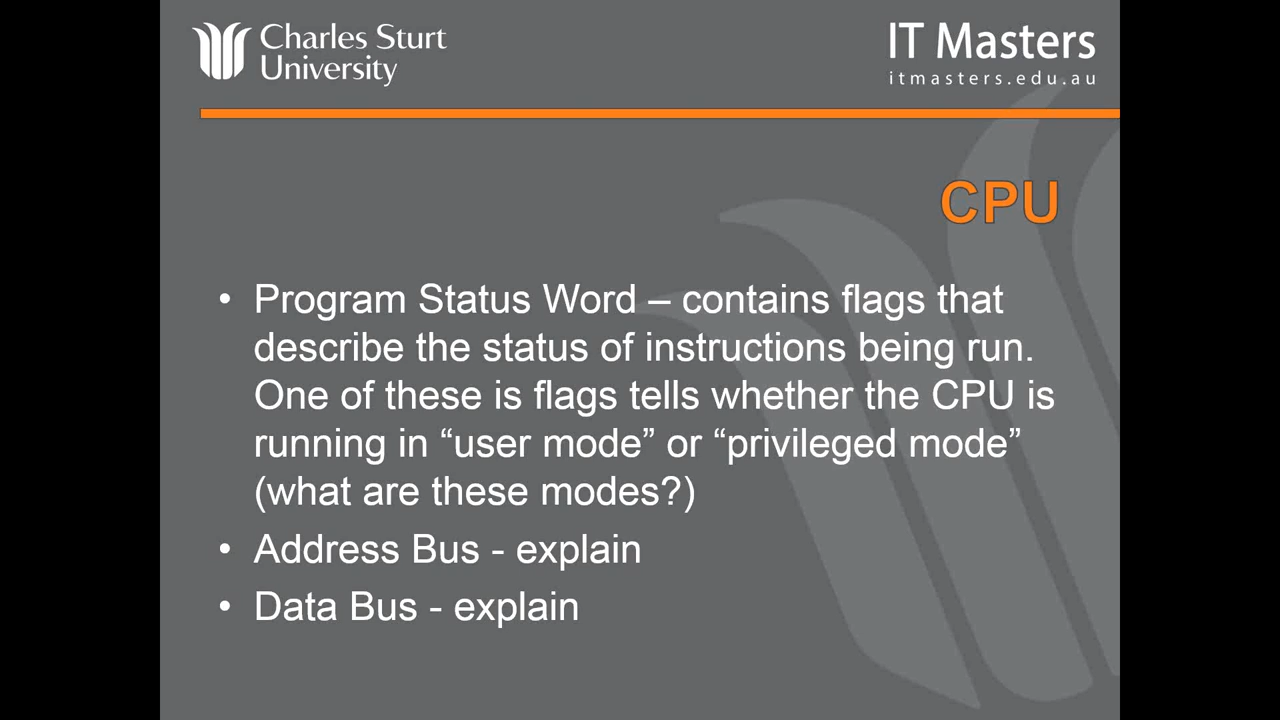 Charles Sturt
University
IT Masters
itmasters.edu.au
CPU
• Program Status Word – contains flags that
describe the status of instructions being run.
One of these is flags tells whether the CPU is
running in “user mode” or “privileged mode”
(what are these modes?)
• Address Bus - explain
• Data Bus - explain